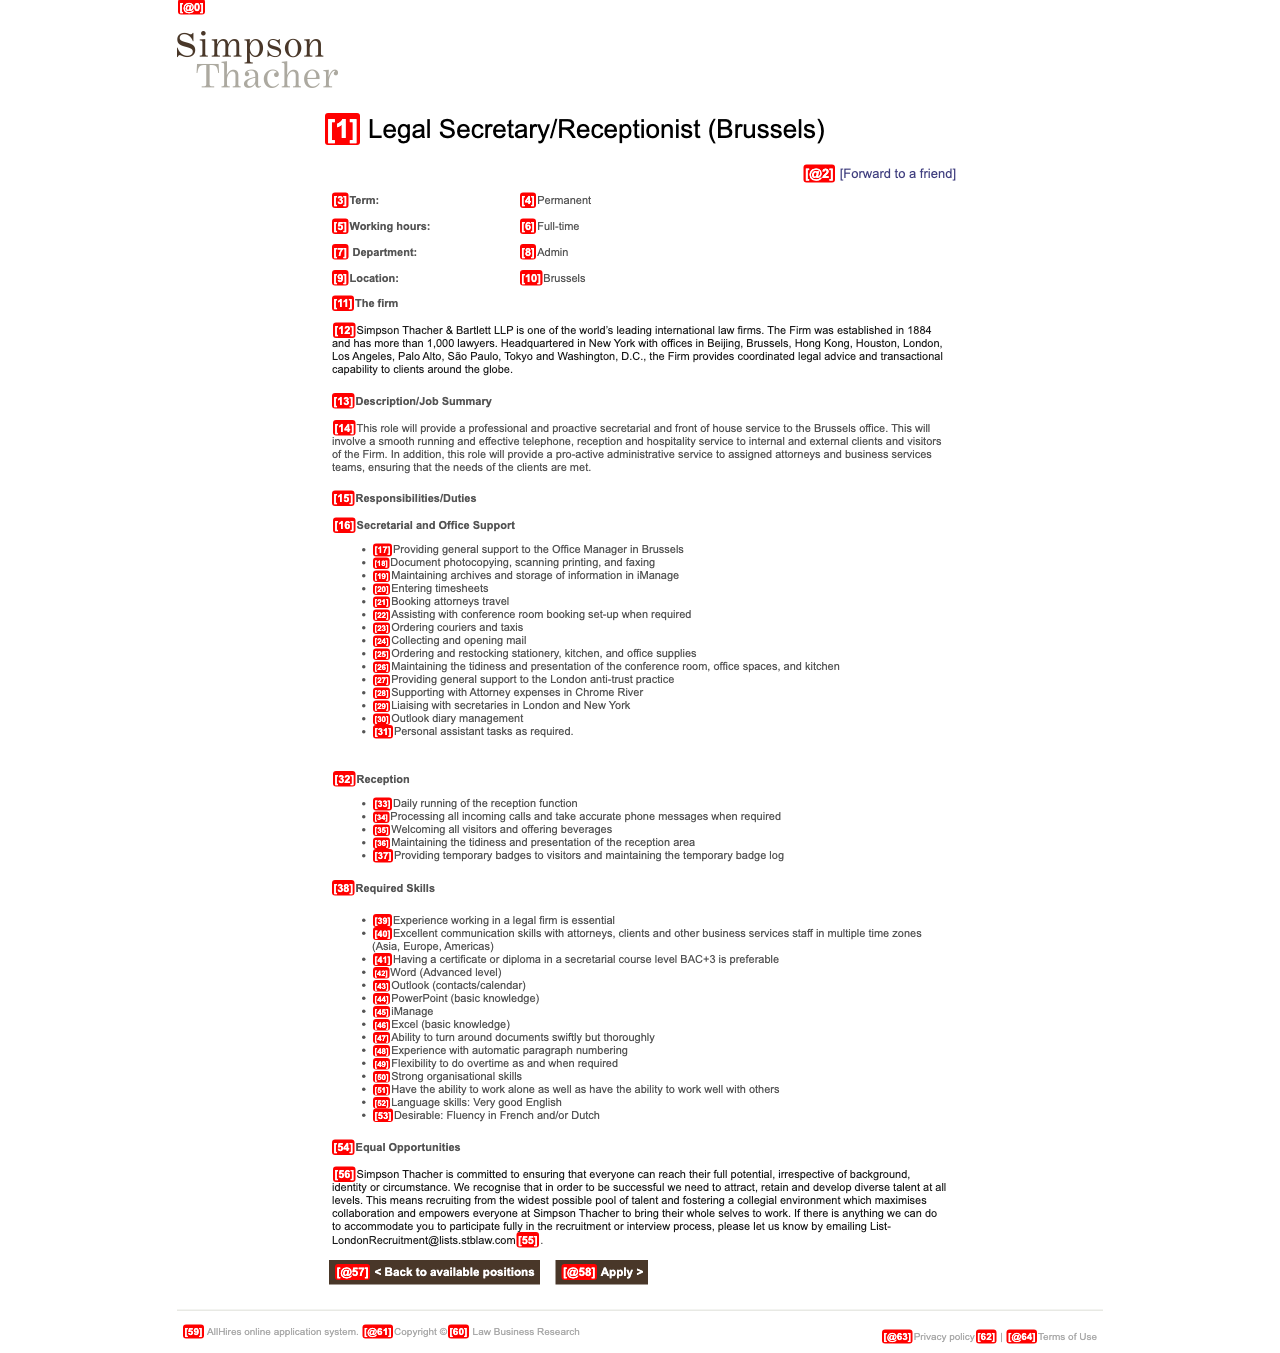 [@0]
Simpson
Thacher
[1] Legal Secretary/Receptionist (Brussels)
[@2] [Forward to a friend]
[3] Term: [4] Permanent
[5] Working hours: [6] Full-time
[7] Department: [8] Admin
[9] Location: [10] Brussels
[11] The firm
[12] Simpson Thacher & Bartlett LLP is one of the world's leading international law firms. The Firm was established in 1884
and has more than 1,000 lawyers. Headquartered in New York with offices in Beijing, Brussels, Hong Kong, Houston, London,
Los Angeles, Palo Alto, São Paulo, Tokyo and Washington, D.C., the Firm provides coordinated legal advice and transactional
capability to clients around the globe.
[13] Description/Job Summary
[14] This role will provide a professional and proactive secretarial and front of house service to the Brussels office. This will
involve a smooth running and effective telephone, reception and hospitality service to internal and external clients and visitors
of the Firm. In addition, this role will provide a pro-active administrative service to assigned attorneys and business services
teams, ensuring that the needs of the clients are met.
[15] Responsibilities/Duties
[16] Secretarial and Office Support
• [17] Providing general support to the Office Manager in Brussels
• [18] Document photocopying, scanning printing, and faxing
• [19] Maintaining archives and storage of information in iManage
• [20] Entering timesheets
• [21] Booking attorneys travel
• [22] Assisting with conference room booking set-up when required
• [23] Ordering couriers and taxis
• [24] Collecting and opening mail
• [25] Ordering and restocking stationery, kitchen, and office supplies
• [26] Maintaining the tidiness and presentation of the conference room, office spaces, and kitchen
• [27] Providing general support to the London anti-trust practice
• [28] Supporting with Attorney expenses in Chrome River
• [29] Liaising with secretaries in London and New York
• [30] Outlook diary management
• [31] Personal assistant tasks as required.
[32] Reception
• [33] Daily running of the reception function
• [34] Processing all incoming calls and take accurate phone messages when required
• [35] Welcoming all visitors and offering beverages
• [36] Maintaining the tidiness and presentation of the reception area
• [37] Providing temporary badges to visitors and maintaining the temporary badge log
[38] Required Skills
• [39] Experience working in a legal firm is essential
• [40] Excellent communication skills with attorneys, clients and other business services staff in multiple time zones
(Asia, Europe, Americas)
• [41] Having a certificate or diploma in a secretarial course level BAC+3 is preferable
• [42] Word (Advanced level)
• [43] Outlook (contacts/calendar)
• [44] PowerPoint (basic knowledge)
• [45] iManage
• [46] Excel (basic knowledge)
• [47] Ability to turn around documents swiftly but thoroughly
• [48] Experience with automatic paragraph numbering
• [49] Flexibility to do overtime as and when required
• [50] Strong organisational skills
• [51] Have the ability to work alone as well as have the ability to work well with others
• [52] Language skills: Very good English
• [53] Desirable: Fluency in French and/or Dutch
[54] Equal Opportunities
[56] Simpson Thacher is committed to ensuring that everyone can reach their full potential, irrespective of background,
identity or circumstance. We recognise that in order to be successful we need to attract, retain and develop diverse talent at all
levels. This means recruiting from the widest possible pool of talent and fostering a collegial environment which maximises
collaboration and empowers everyone at Simpson Thacher to bring their whole selves to work. If there is anything we can do
to accommodate you to participate fully in the recruitment or interview process, please let us know by emailing List-
LondonRecruitment@lists.stblaw.com [55].
[@57] < Back to available positions [@58] Apply >
[59] AllHires online application system. [@61] Copyright © [60] Law Business Research
[@63] Privacy policy [62] | [@64] Terms of Use